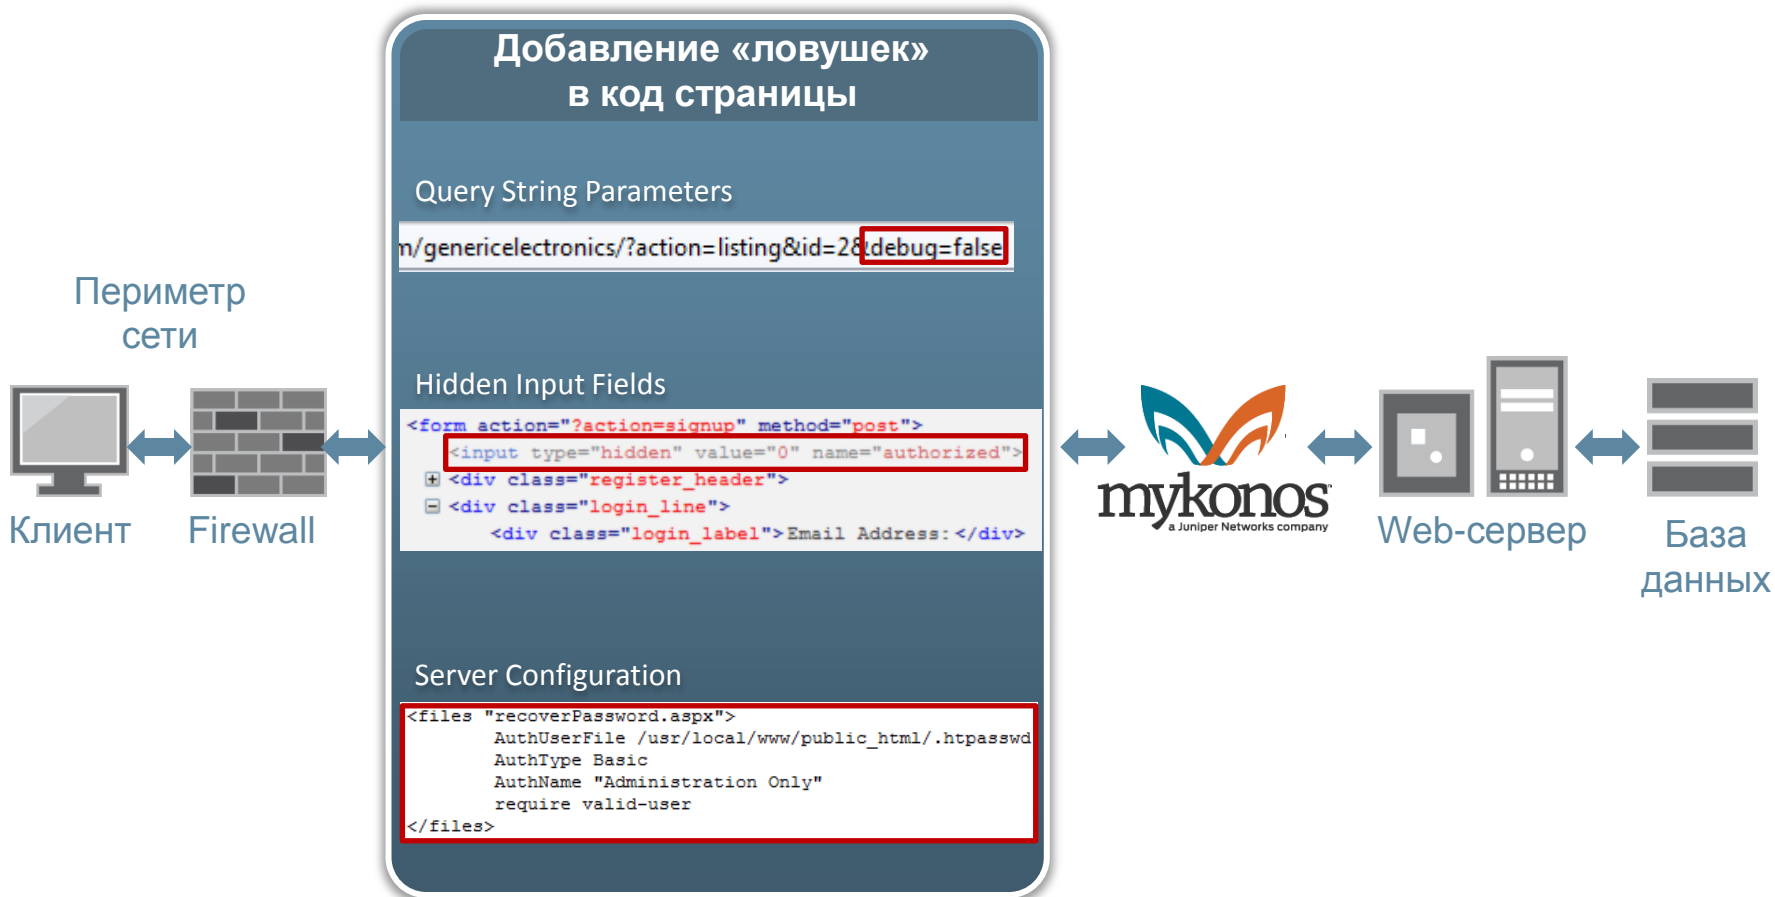 Добавление «ловушек»
в код страницы
Query String Parameters
m/genericelectronics/?action=listing&id=2&debug=false
Периметр
сети
Hidden Input Fields
<form action="?action=signup" method="post">
<input type="hidden" value="0" name="authorized">
<div class="register_header">
<div class="login_line">
<div class="login_label">Email Address:</div>
Клиент
Firewall
mykonos
a Juniper Networks company
Web-сервер
База
данных
Server Configuration
<files "recoverPassword.aspx">
AuthUserFile /usr/local/www/public_html/.htpasswd
AuthType Basic
AuthName "Administration Only"
require valid-user
</files>